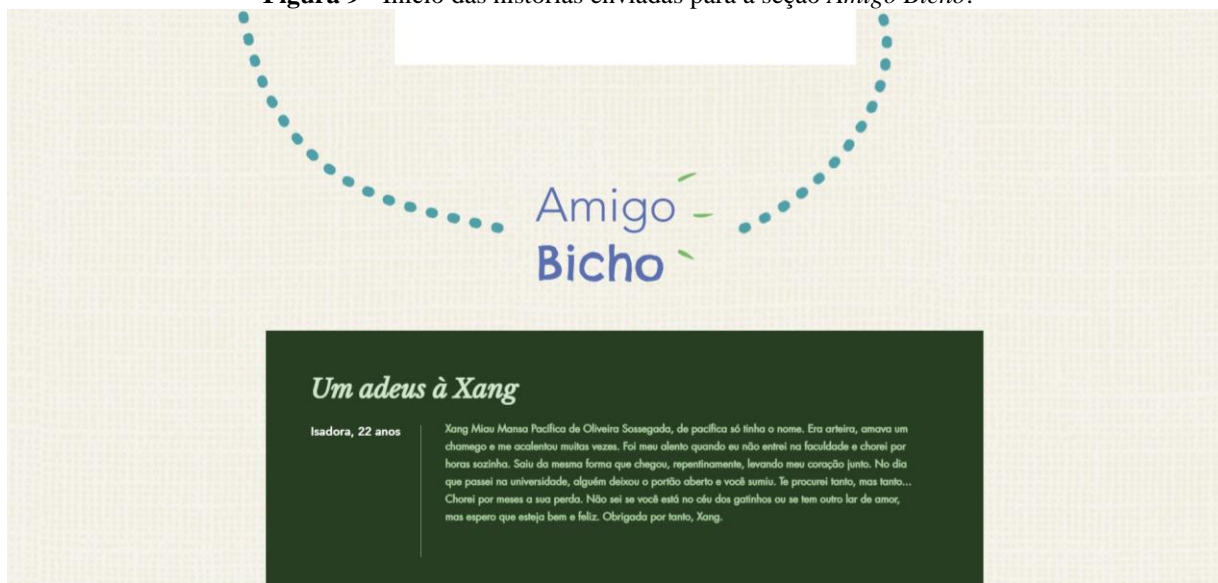 Figura 9 - Início das histórias enviadas para a seção Amigo Bicho.
Amigo
Bicho
Um adeus à Xang
Isadora, 22 anos
Xang Miau Mansa Pacífica de Oliveira Sossegada, de pacífica só tinha o nome. Era arteira, amava um
chamego e me acalentou muitas vezes. Foi meu alento quando eu não entrei na faculdade e chorei por
horas sozinha. Saiu da mesma forma que chegou, repentinamente, levando meu coração junto. No dia
que passei na universidade, alguém deixou o portão aberto e você sumiu. Te procurei tanto, mas tanto...
Chorei por meses a sua perda. Não sei se você está no céu dos gatinhos ou se tem outro lar de amor,
mas espero que esteja bem e feliz. Obrigada por tanto, Xang.